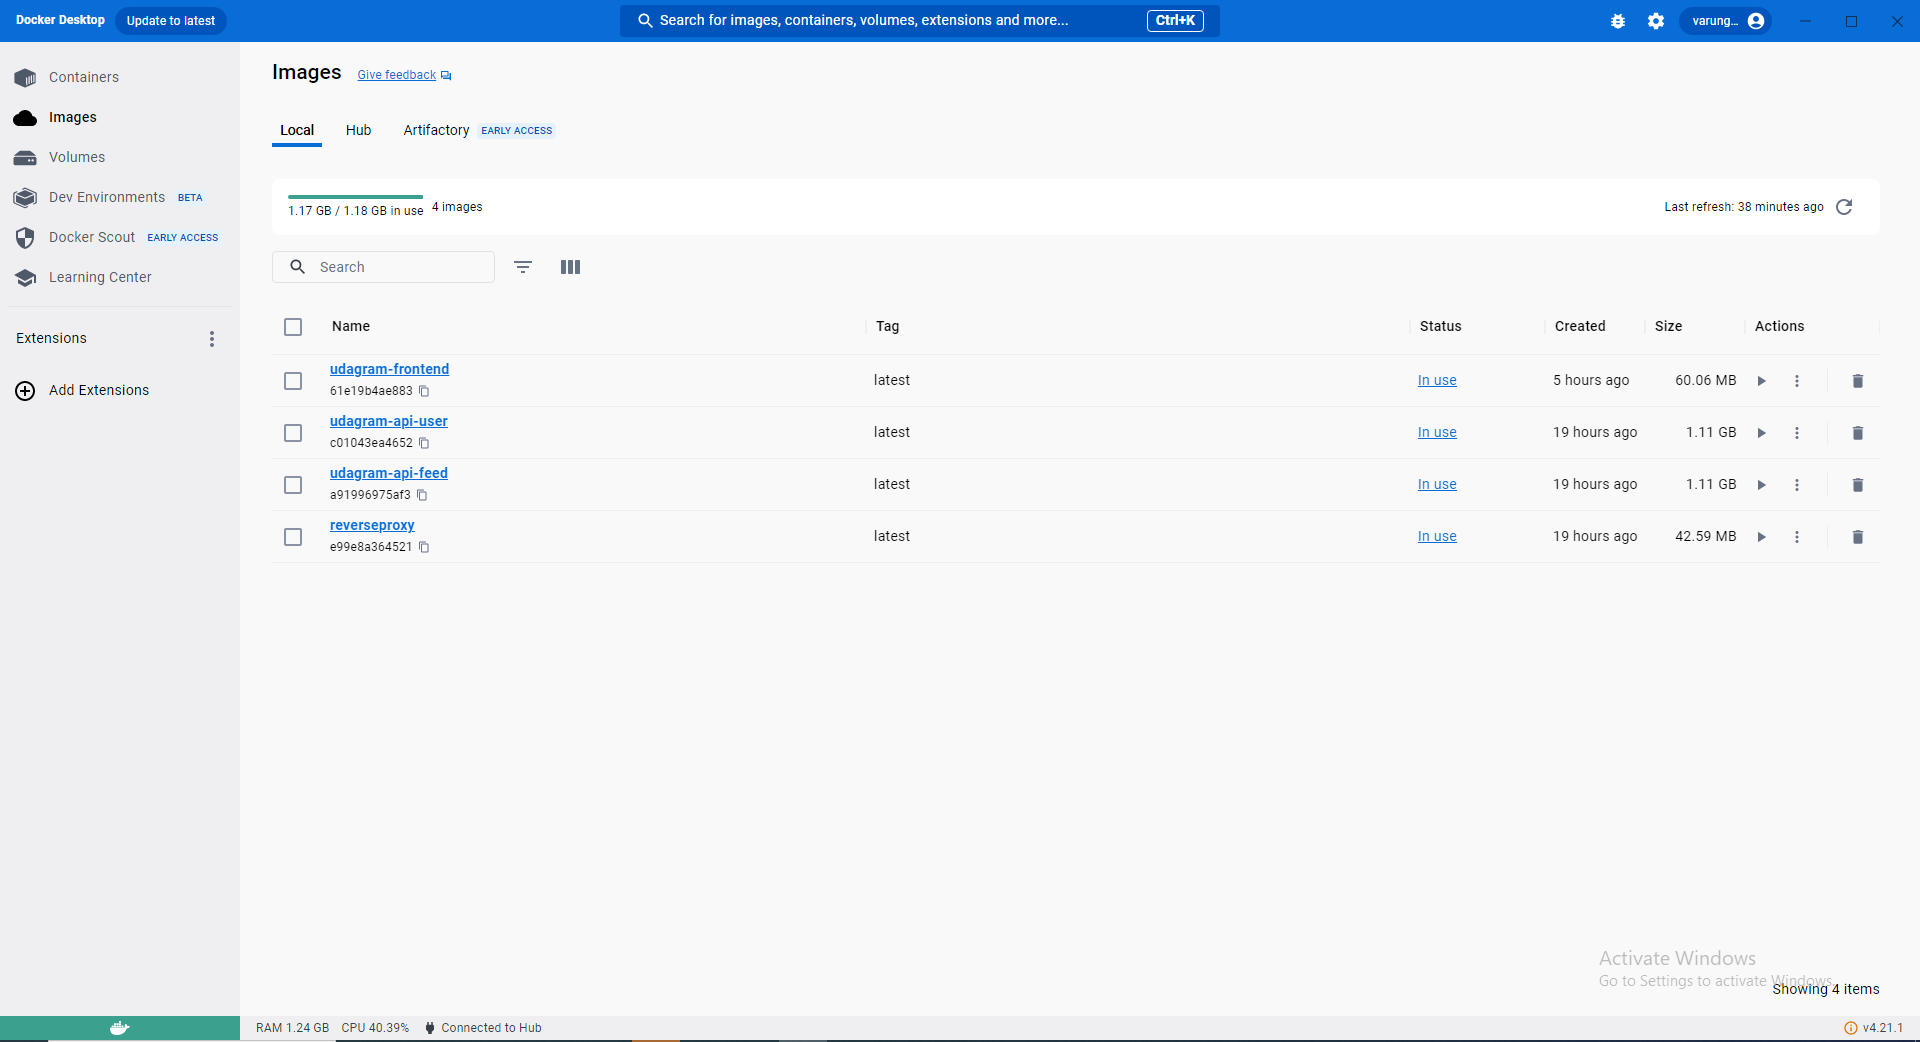 Docker Desktop Update to latest Search for images, containers, volumes, extensions and more... Ctrl+K varung...
Containers
Images
Volumes
Dev Environments BETA
Docker Scout EARLY ACCESS
Learning Center
Extensions
Add Extensions
Images Give feedback
Local Hub Artifactory EARLY ACCESS
1.17 GB / 1.18 GB in use 4 images Last refresh: 38 minutes ago
Search
Name Tag Status Created Size Actions
udagram-frontend
61e19b4ae883 latest In use 5 hours ago 60.06 MB
udagram-api-user
c01043ea4652 latest In use 19 hours ago 1.11 GB
udagram-api-feed
a91996975af3 latest In use 19 hours ago 1.11 GB
reverseproxy
e99e8a364521 latest In use 19 hours ago 42.59 MB
Activate Windows
Go to Settings to activate Windows.
Showing 4 items
RAM 1.24 GB CPU 40.39% Connected to Hub v4.21.1